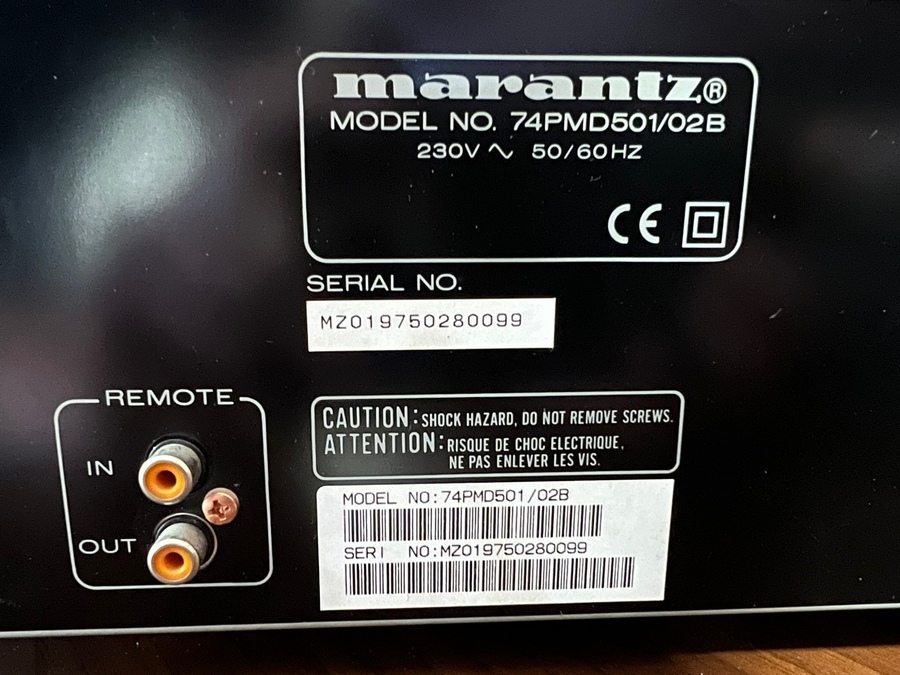 marantz®
MODEL NO. 74PMD501/02B
230V ∿ 50/60HZ
CE
SERIAL NO.
MZ019750280099
REMOTE
IN
OUT
CAUTION: SHOCK HAZARD, DO NOT REMOVE SCREWS.
ATTENTION: RISQUE DE CHOC ELECTRIQUE,
NE PAS ENLEVER LES VIS.
MODEL NO:74PMD501/02B
SERI NO:MZ019750280099